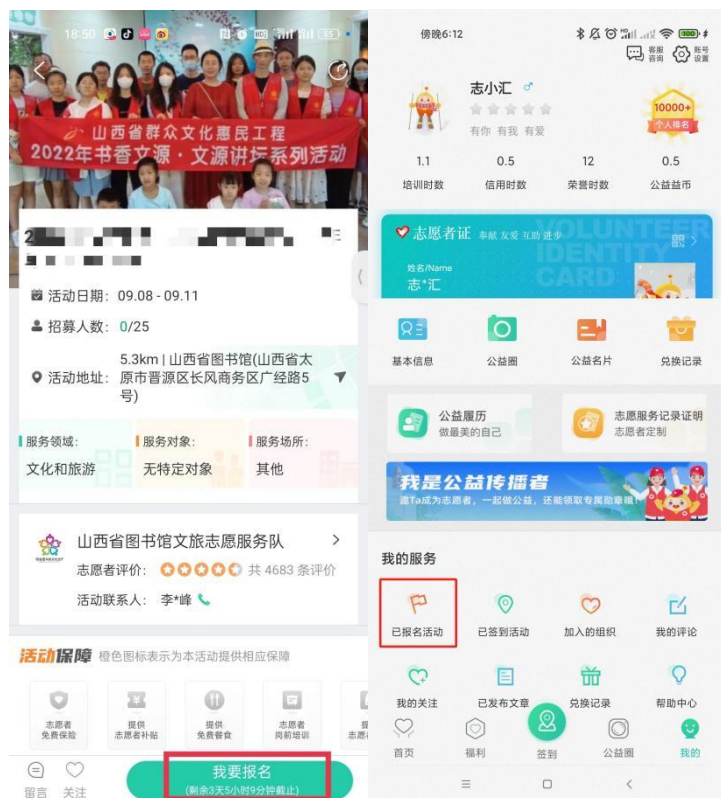 18:50
山西省群众文化惠民工程
2022年书香文源·文源讲坛系列活动
2
活动日期： 09.08 - 09.11
招募人数： 0/25
活动地址： 5.3km | 山西省图书馆(山西省太
原市晋源区长风商务区广经路5
号)
服务领域: 服务对象: 服务场所:
文化和旅游 无特定对象 其他
山西省图书馆文旅志愿服务队
志愿者评价: 共 4683 条评价
活动联系人: 李*峰
活动保障 橙色图标表示为本活动提供相应保障
志愿者
免费保险
提供
志愿者补贴
提供
免费餐食
志愿者
岗前培训
我要报名
(剩余3天5小时9分钟截止)
留言 关注
傍晚6:12
100
客服
咨询
账号
设置
志小汇
有你 有我 有爱
10000+
个人排名
1.1 0.5 12 0.5
培训时数 信用时数 荣誉时数 公益益币
志愿者证 奉献 友爱 互助 进步
VOLUNTEER
IDENTITY
CARD
姓名/Name
志*汇
基本信息 公益圈 公益名片 兑换记录
公益履历
做最美的自己
志愿服务记录证明
志愿者定制
我是公益传播者
邀Ta成为志愿者，一起做公益，还能领取专属勋章哦!
我的服务
已报名活动 已签到活动 加入的组织 我的评论
我的关注 已发布文章 兑换记录 帮助中心
首页 福利 签到 公益圈 我的